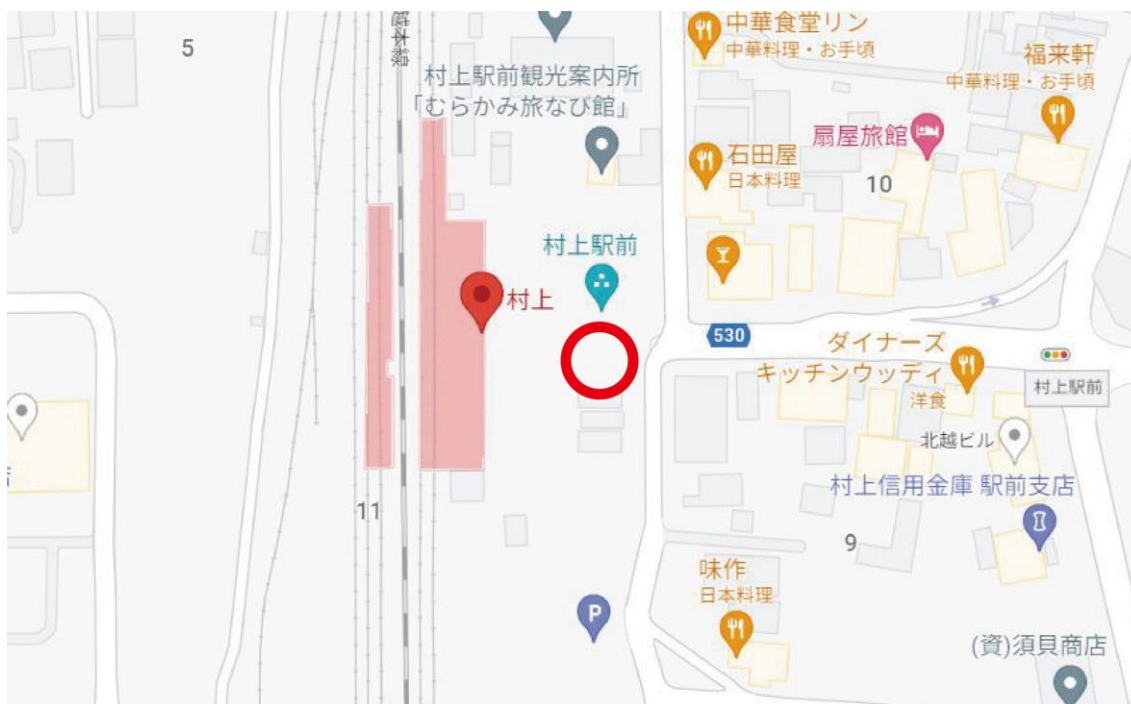 中華食堂リン
中華料理・お手頃
5
越本線
村上駅前観光案内所
「むらかみ旅なび館」
福来軒
中華料理・お手頃
扇屋旅館
石田屋
日本料理
10
村上駅前
村上
530
ダイナーズ
キッチンウッディ
洋食
村上駅前
北越ビル
村上信用金庫 駅前支店
11
9
味作
日本料理
P
(資)須貝商店